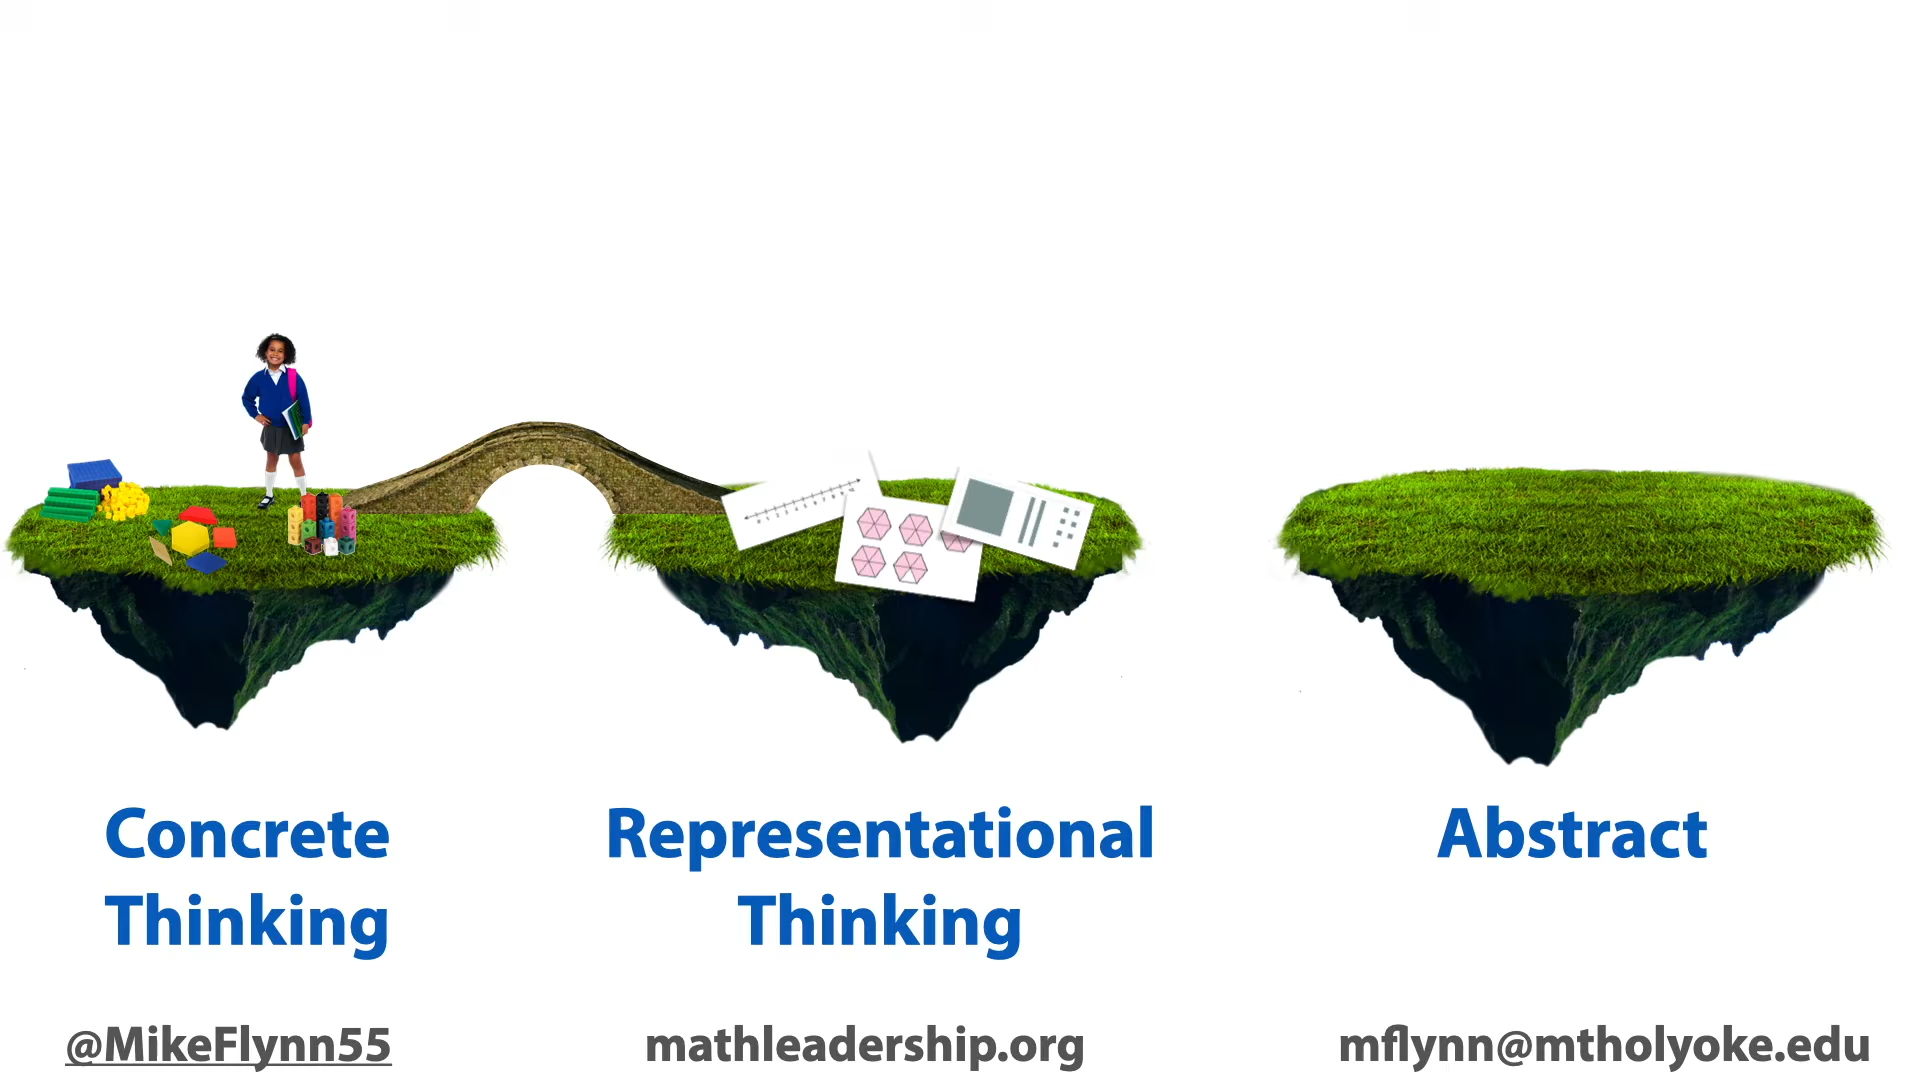 Concrete
Thinking
Representational
Thinking
Abstract
@MikeFlynn55
mathleadership.org
mflynn@mtholyoke.edu